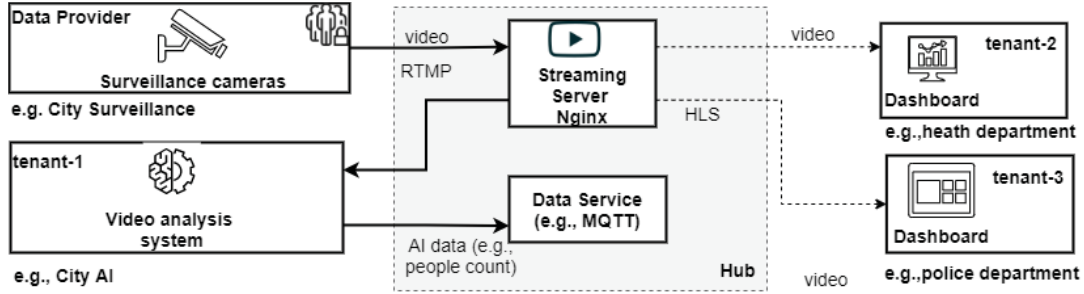 Data Provider
Surveillance cameras
e.g. City Surveillance
video
RTMP
Streaming
Server
Nginx
video
HLS
tenant-2
Dashboard
e.g.,heath department
tenant-1
Video analysis
system
e.g., City AI
Data Service
(e.g., MQTT)
AI data (e.g.,
people count)
Hub
tenant-3
Dashboard
e.g.,police department
video